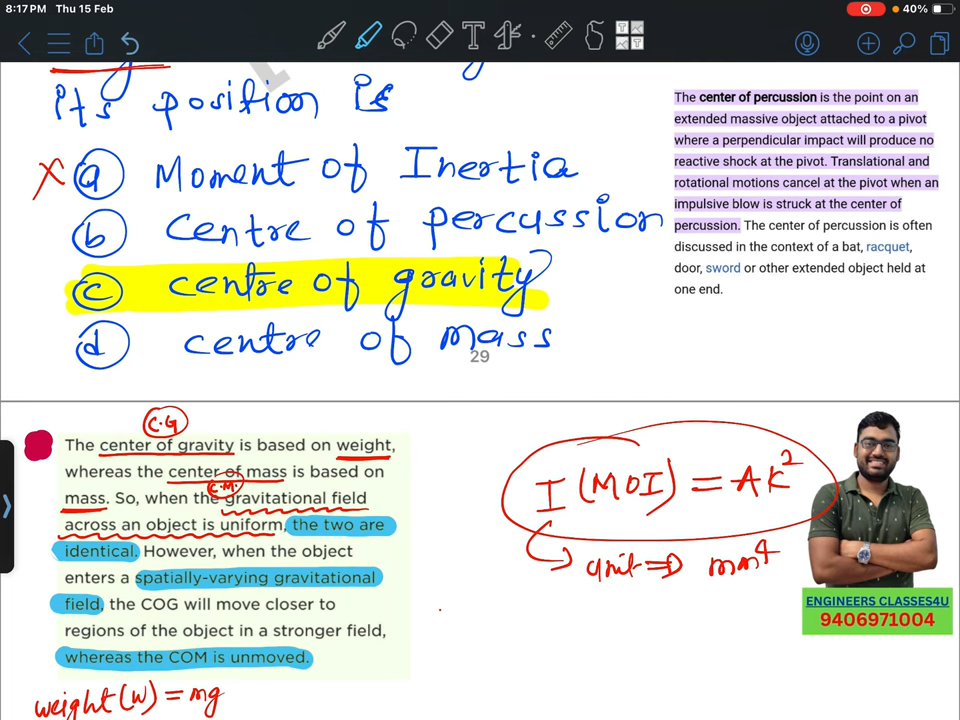 8:17 PM Thu 15 Feb
40%
its position is
X (a) Moment of Inertia
(b) Centre of percussion
(c) centre of gravity
(d) centre of mass
29
The center of percussion is the point on an
extended massive object attached to a pivot
where a perpendicular impact will produce no
reactive shock at the pivot. Translational and
rotational motions cancel at the pivot when an
impulsive blow is struck at the center of
percussion. The center of percussion is often
discussed in the context of a bat, racquet,
door, sword or other extended object held at
one end.
C.G
The center of gravity is based on weight,
whereas the center of mass is based on
C.M.
mass. So, when the gravitational field
across an object is uniform, the two are
identical. However, when the object
enters a spatially-varying gravitational
field, the COG will move closer to
regions of the object in a stronger field,
whereas the COM is unmoved.
weight (W) = mg
I (MOI) = AK²
unit ⇒ mm⁴
ENGINEERS CLASSES4U
9406971004